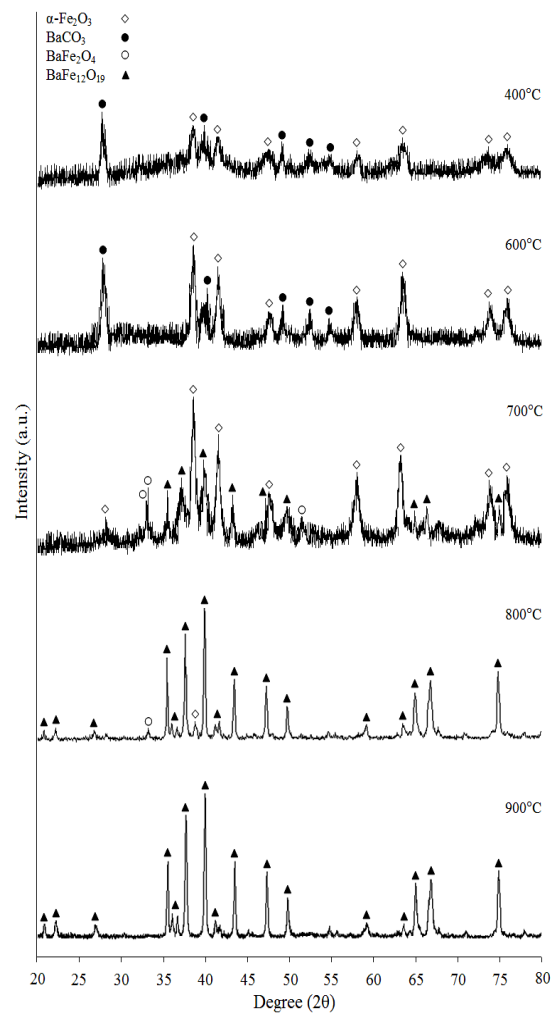 ◇ α-Fe₂O₃
● BaCO₃
○ BaFe₂O₄
▲ BaFe₁₂O₁₉
400°C
600°C
700°C
800°C
900°C
Intensity (a.u.)
20 25 30 35 40 45 50 55 60 65 70 75 80
Degree (2θ)